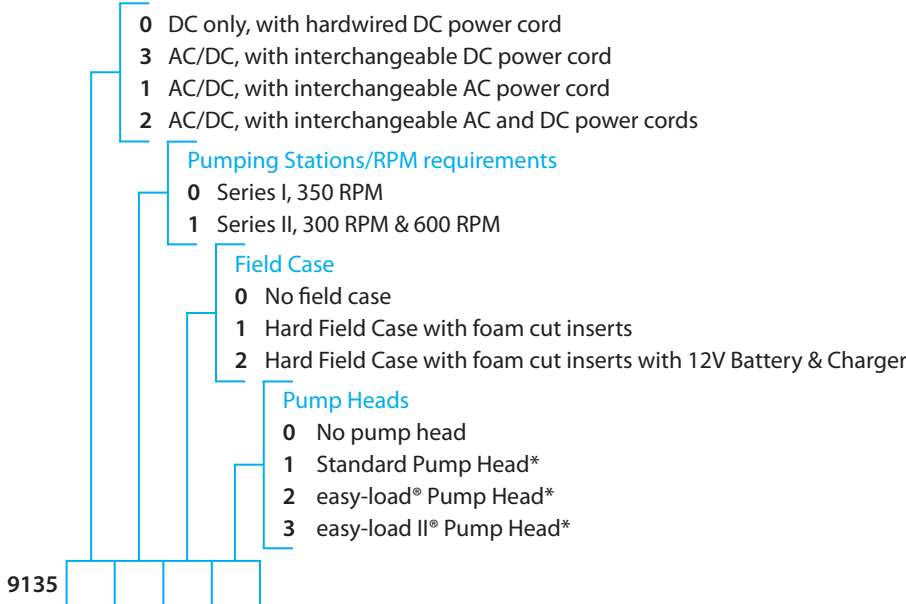 0 DC only, with hardwired DC power cord
3 AC/DC, with interchangeable DC power cord
1 AC/DC, with interchangeable AC power cord
2 AC/DC, with interchangeable AC and DC power cords
Pumping Stations/RPM requirements
0 Series I, 350 RPM
1 Series II, 300 RPM & 600 RPM
Field Case
0 No field case
1 Hard Field Case with foam cut inserts
2 Hard Field Case with foam cut inserts with 12V Battery & Charger
Pump Heads
0 No pump head
1 Standard Pump Head*
2 easy-load® Pump Head*
3 easy-load II® Pump Head*
9135